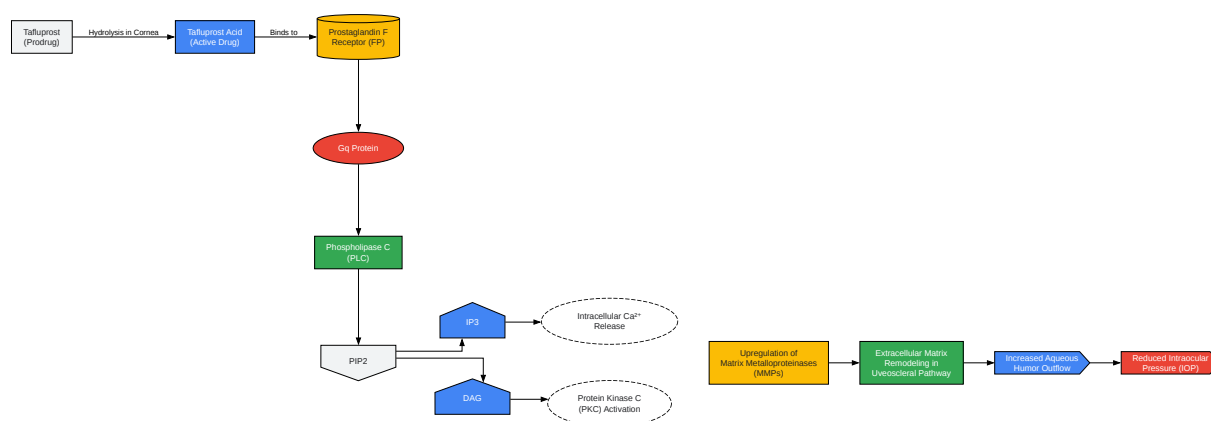 Tafluprost
(Prodrug)
Hydrolysis in Cornea
Tafluprost Acid
(Active Drug)
Binds to
Prostaglandin F
Receptor (FP)
Gq Protein
Phospholipase C
(PLC)
PIP2
IP3
Intracellular Ca²⁺
Release
DAG
Protein Kinase C
(PKC) Activation
Upregulation of
Matrix Metalloproteinases
(MMPs)
Extracellular Matrix
Remodeling in
Uveoscleral Pathway
Increased Aqueous
Humor Outflow
Reduced Intraocular
Pressure (IOP)